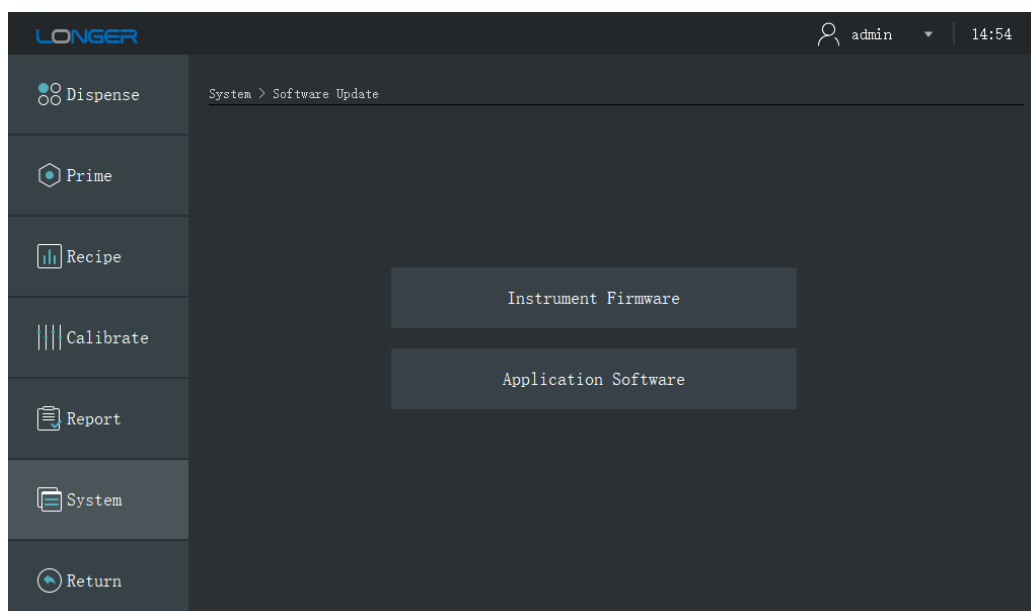 LONGER
admin
14:54
Dispense
Prime
Recipe
Calibrate
Report
System
Return
System > Software Update
Instrument Firmware
Application Software